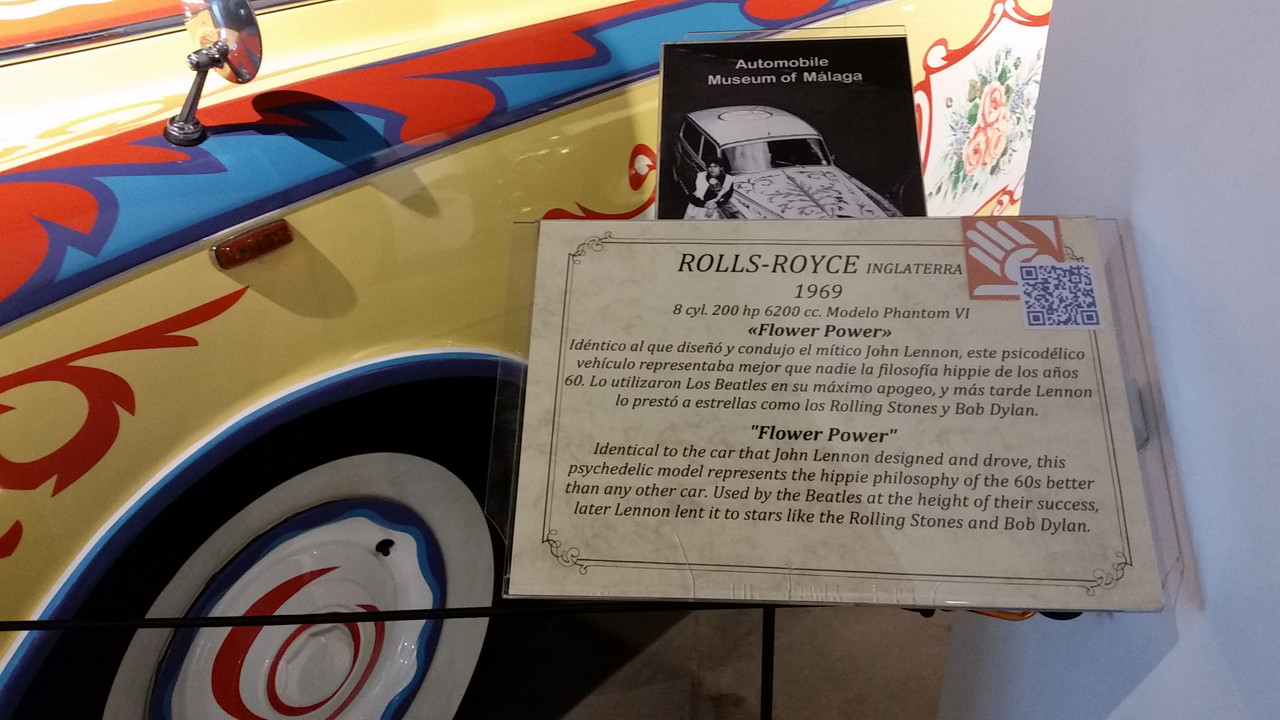 Automobile
Museum of Málaga
ROLLS-ROYCE INGLATERRA
1969
8 cyl. 200 hp 6200 cc. Modelo Phantom VI
«Flower Power»
Idéntico al que diseñó y condujo el mítico John Lennon, este psicodélico
vehículo representaba mejor que nadie la filosofía hippie de los años
60. Lo utilizaron Los Beatles en su máximo apogeo, y más tarde Lennon
lo prestó a estrellas como los Rolling Stones y Bob Dylan.
"Flower Power"
Identical to the car that John Lennon designed and drove, this
psychedelic model represents the hippie philosophy of the 60s better
than any other car. Used by the Beatles at the height of their success,
later Lennon lent it to stars like the Rolling Stones and Bob Dylan.